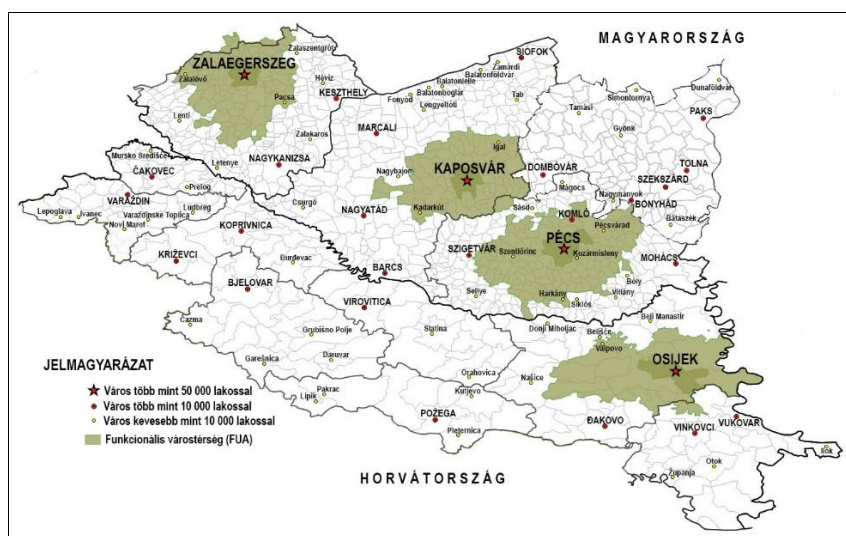 MAGYARORSZÁG
SIÓFOK
Zalaszentgrót
ZALAEGERSZEG
Zalalövő
Zamárdi
Balatonföldvár
Dunaföldvár
Simontornya
Hévíz
Balatonlelle
Balatonboglár
Fonyód
Tab
KESZTHELY
Pacsa
Lengyeltóti
Tamási
PAKS
Lenti
MARCALI
Gyönk
Zalakaros
Igal
Mursko Središće
Letenye
NAGYKANIZSA
KAPOSVÁR
DOMBÓVÁR
TOLNA
ČAKOVEC
Nagybajom
SZEKSZÁRD
Prelog
Mágocs
VARAŽDIN
Nagymányok
BONYHÁD
Csurgó
Kadarkút
Sásd
KOMLÓ
Lepoglava
Ivanec
Varaždinske Toplice
Ludbreg
NAGYATÁD
Bátaszék
Novi Marof
KOPRIVNICA
PÉCS
Pécsvárad
SZIGETVÁR
Szentlőrinc
Kozármisleny
KRIŽEVCI
Đurđevac
MOHÁCS
BARCS
Bóly
BJELOVAR
Sellye
Harkány
Siklós
Villány
VIROVITICA
Čazma
Grubišno Polje
Slatina
Donji Miholjac
Beli Manastir
Belišće
Valpovo
Garešnica
Daruvar
OSIJEK
JELMAGYARÁZAT
Orahovica
Našice
Város több mint 50 000 lakossal
Lipik
Pakrac
Kutjevo
Város több mint 10 000 lakossal
POŽEGA
ĐAKOVO
VUKOVAR
Város kevesebb mint 10 000 lakossal
Pleternica
VINKOVCI
Funkcionális várostérség (FUA)
Ilok
Otok
Županja
HORVÁTORSZÁG